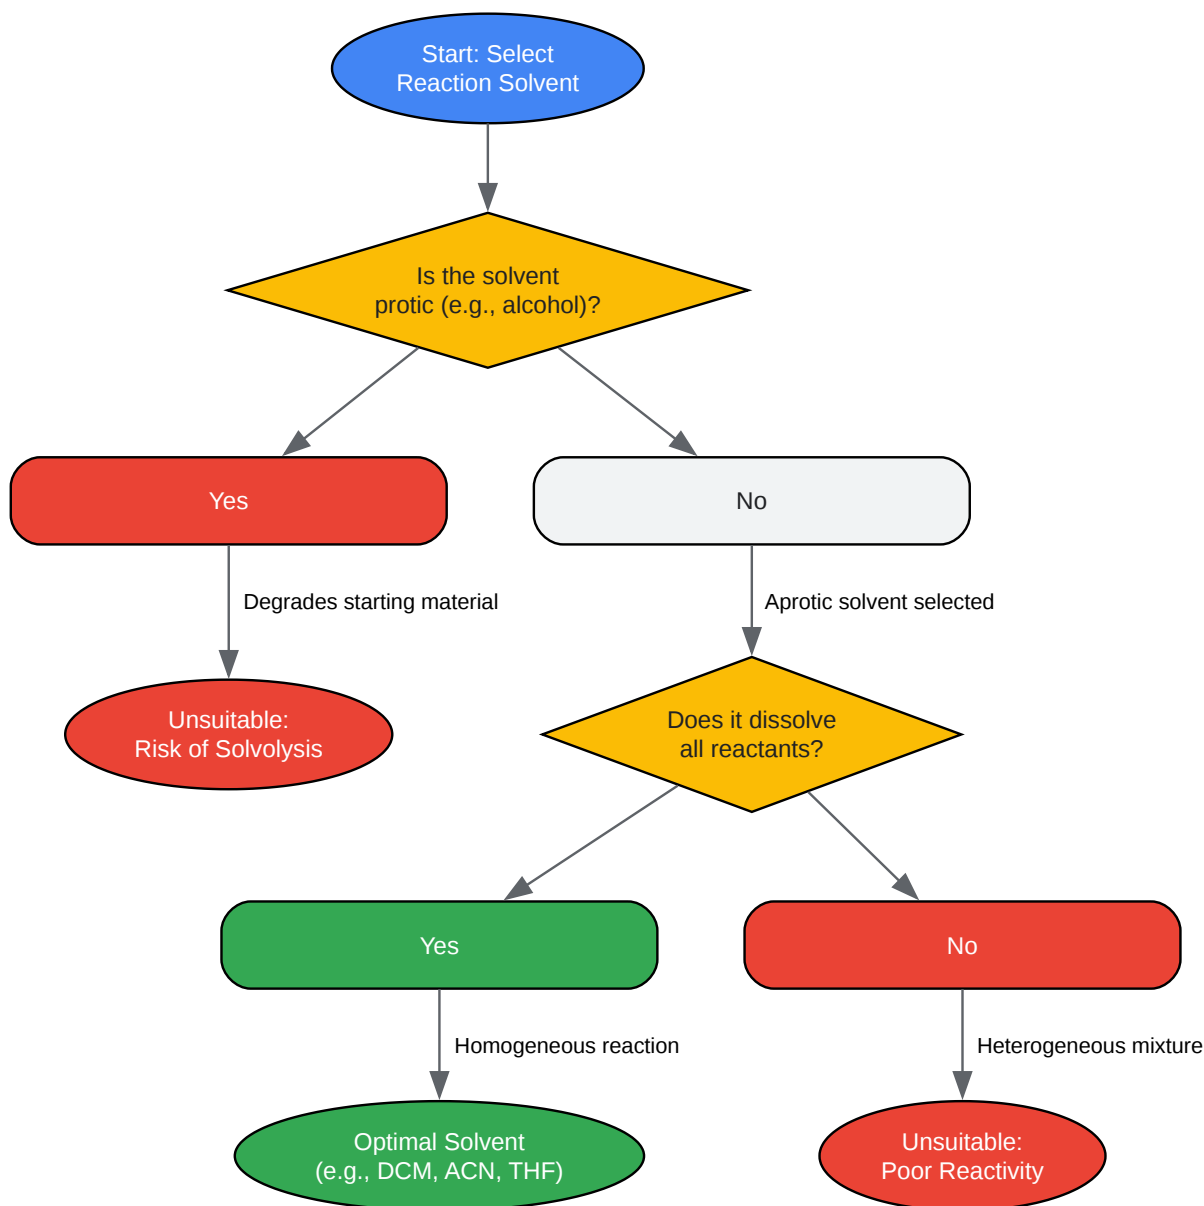 Start: Select
Reaction Solvent
Is the solvent
protic (e.g., alcohol)?
Yes
No
Degrades starting material
Aprotic solvent selected
Unsuitable:
Risk of Solvolysis
Does it dissolve
all reactants?
Yes
No
Homogeneous reaction
Heterogeneous mixture
Optimal Solvent
(e.g., DCM, ACN, THF)
Unsuitable:
Poor Reactivity